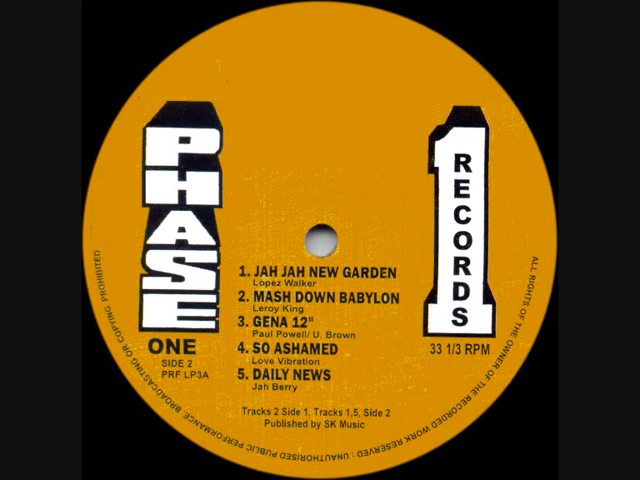 PHASE
ONE
SIDE 2
PRF LP3A
1
RECORDS
33 1/3 RPM
1. JAH JAH NEW GARDEN
Lopez Walker
2. MASH DOWN BABYLON
Leroy King
3. GENA 12"
Paul Powell/ U. Brown
4. SO ASHAMED
Love Vibration
5. DAILY NEWS
Jah Berry
Tracks 2 Side 1, Tracks 1,5, Side 2
Published by SK Music
ALL RIGHTS OF THE OWNER OF THE RECORDED WORK RESERVED : UNAUTHORISED PUBLIC PERFORMANCE BROADCASTING OR COPYING PROHIBITED